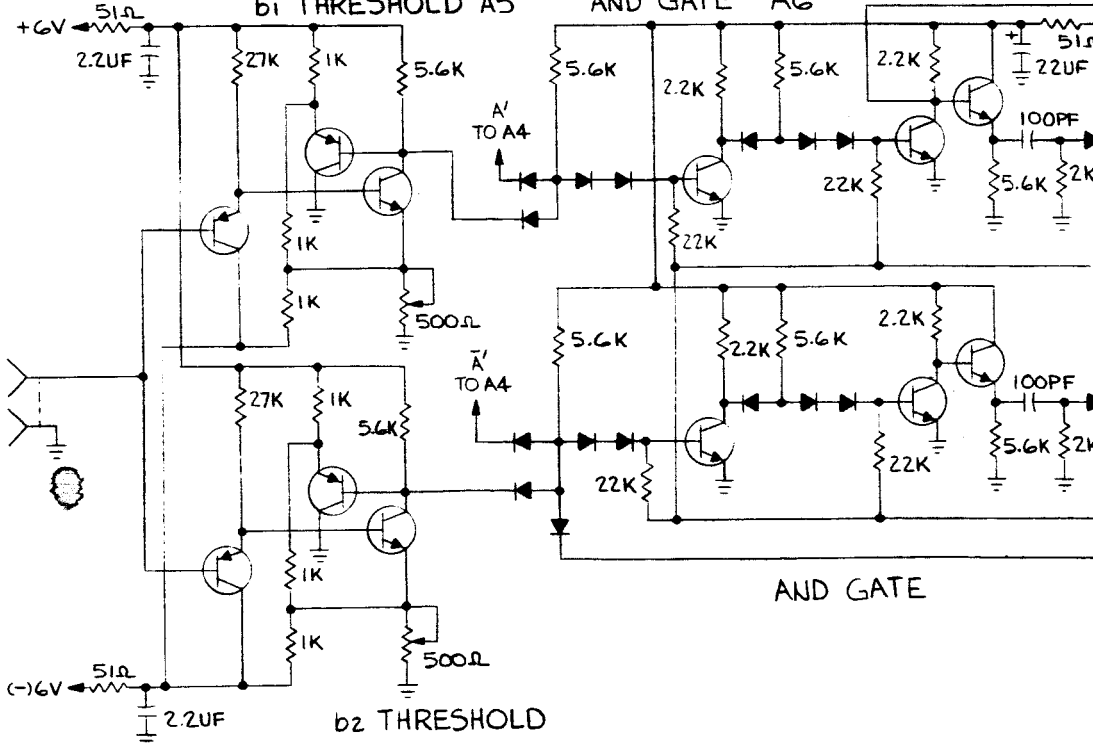 b1 THRESHOLD A5
AND GATE A6
+6V
51Ω
2.2UF
27K
1K
5.6K
1K
1K
500Ω
A'
TO A4
5.6K
2.2K
5.6K
2.2K
51Ω
+
22UF
100PF
22K
22K
5.6K
2K
27K
1K
5.6K
1K
1K
500Ω
Ā'
TO A4
5.6K
2.2K
5.6K
2.2K
100PF
22K
22K
5.6K
2K
AND GATE
(-)6V
51Ω
2.2UF
b2 THRESHOLD